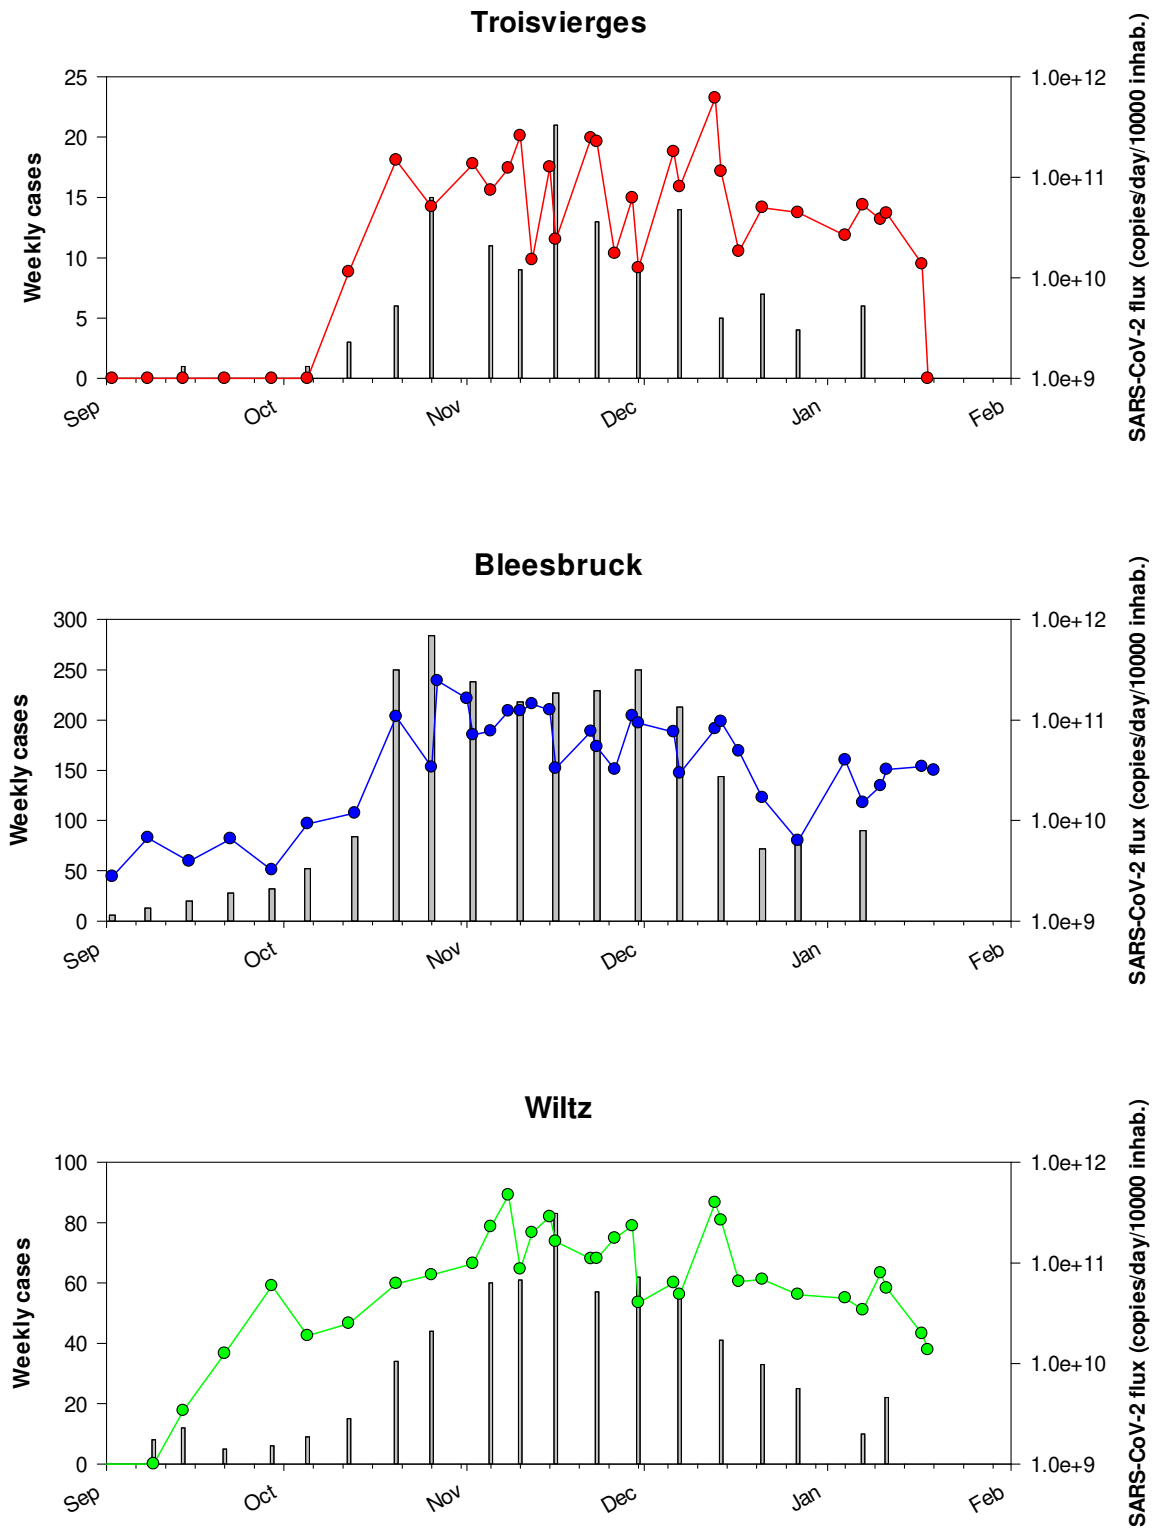 Troisvierges
Weekly cases
25
20
15
10
5
0
1.0e+12
1.0e+11
1.0e+10
1.0e+9
SARS-CoV-2 flux (copies/day/10000 inhab.)
Sep
Oct
Nov
Dec
Jan
Feb
Bleesbruck
Weekly cases
300
250
200
150
100
50
0
1.0e+12
1.0e+11
1.0e+10
1.0e+9
SARS-CoV-2 flux (copies/day/10000 inhab.)
Sep
Oct
Nov
Dec
Jan
Feb
Wiltz
Weekly cases
100
80
60
40
20
0
1.0e+12
1.0e+11
1.0e+10
1.0e+9
SARS-CoV-2 flux (copies/day/10000 inhab.)
Sep
Oct
Nov
Dec
Jan
Feb